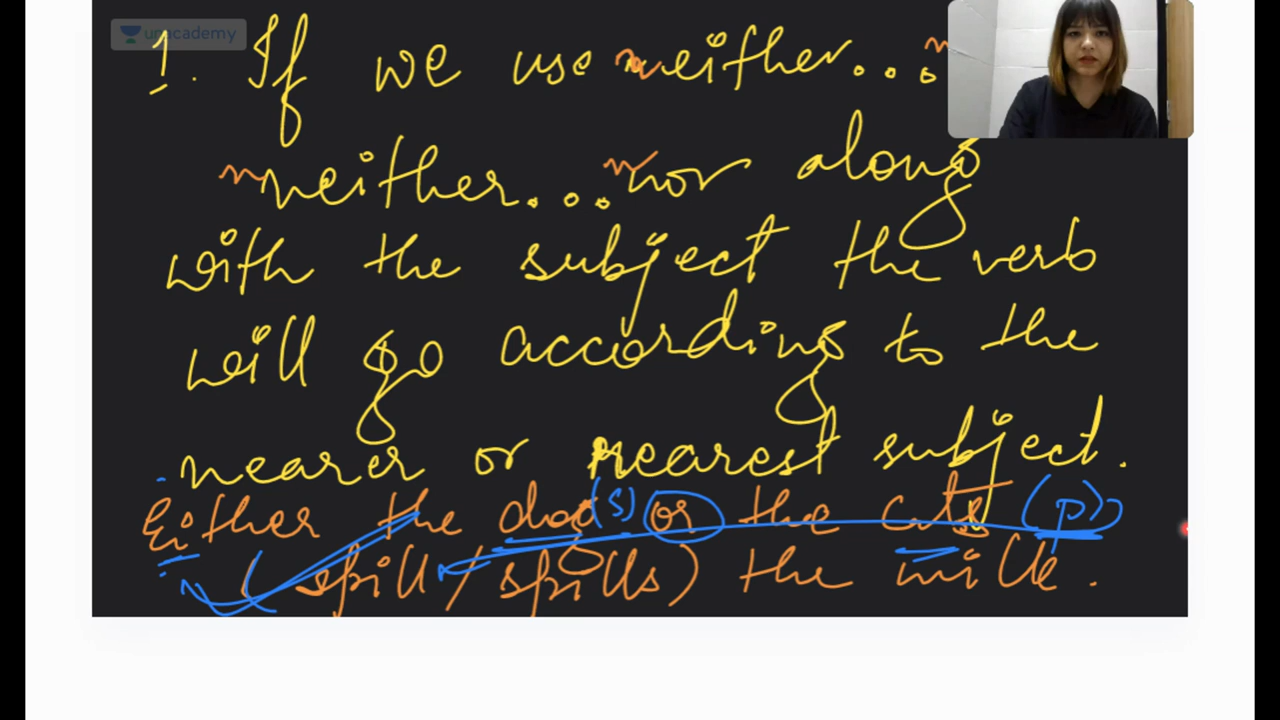 unacademy
1. If we use neither...
neither...nor along
with the subject the verb
will go according to the
nearer or nearest subject.
Either the dog (s) or the cats (p)
(spill/spills) the milk.